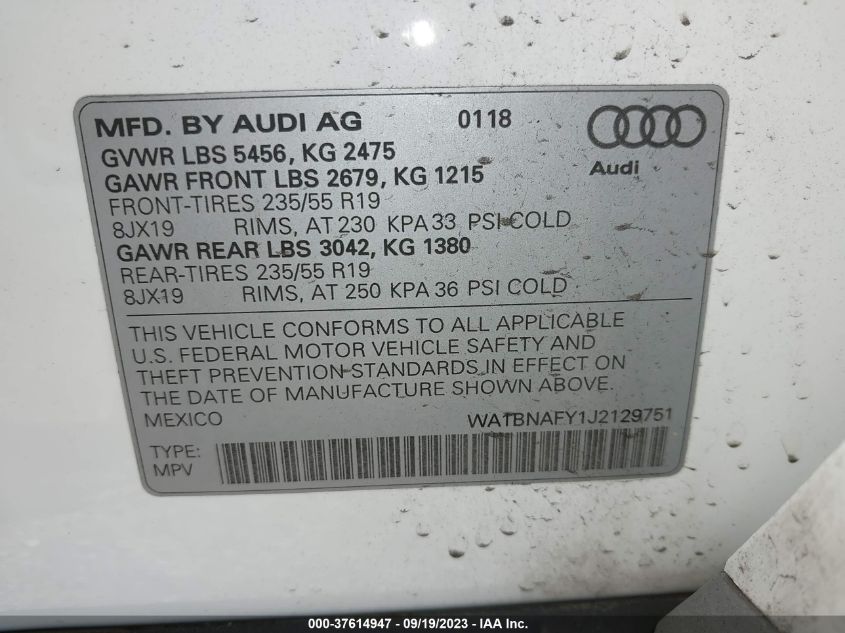 MFD. BY AUDI AG 0118
GVWR LBS 5456, KG 2475
Audi
GAWR FRONT LBS 2679, KG 1215
FRONT-TIRES 235/55 R19
8JX19 RIMS, AT 230 KPA 33 PSI COLD
GAWR REAR LBS 3042, KG 1380
REAR-TIRES 235/55 R19
8JX19 RIMS, AT 250 KPA 36 PSI COLD
THIS VEHICLE CONFORMS TO ALL APPLICABLE
U.S. FEDERAL MOTOR VEHICLE SAFETY AND
THEFT PREVENTION STANDARDS IN EFFECT ON
THE DATE OF MANUFACTURE SHOWN ABOVE.
MEXICO WA1BNAFY1J2129751
TYPE:
MPV
000-37614947 - 09/19/2023 - IAAI Inc.